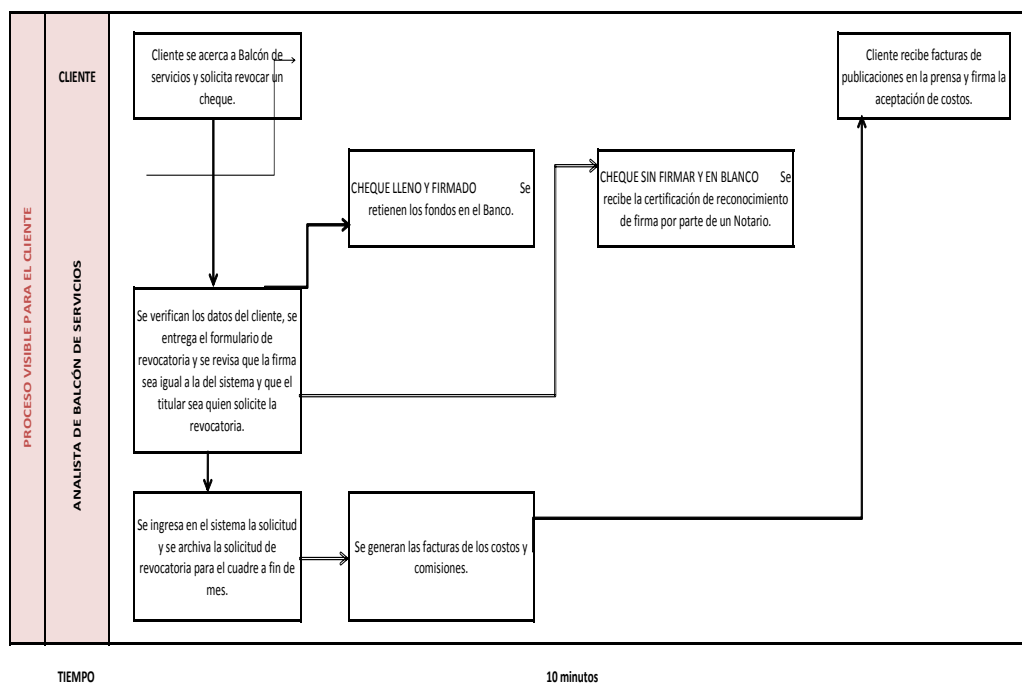 PROCESO VISIBLE PARA EL CLIENTE
CLIENTE
Cliente se acerca a Balcón de
servicios y solicita revocar un
cheque.
Cliente recibe facturas de
publicaciones en la prensa y firma la
aceptación de costos.
ANALISTA DE BALCÓN DE SERVICIOS
CHEQUE LLENO Y FIRMADO Se
retienen los fondos en el Banco.
CHEQUE SIN FIRMAR Y EN BLANCO Se
recibe la certificación de reconocimiento
de firma por parte de un Notario.
Se verifican los datos del cliente, se
entrega el formulario de
revocatoria y se revisa que la firma
sea igual a la del sistema y que el
titular sea quien solicite la
revocatoria.
Se ingresa en el sistema la solicitud
y se archiva la solicitud de
revocatoria para el cuadre a fin de
mes.
Se generan las facturas de los costos y
comisiones.
TIEMPO
10 minutos